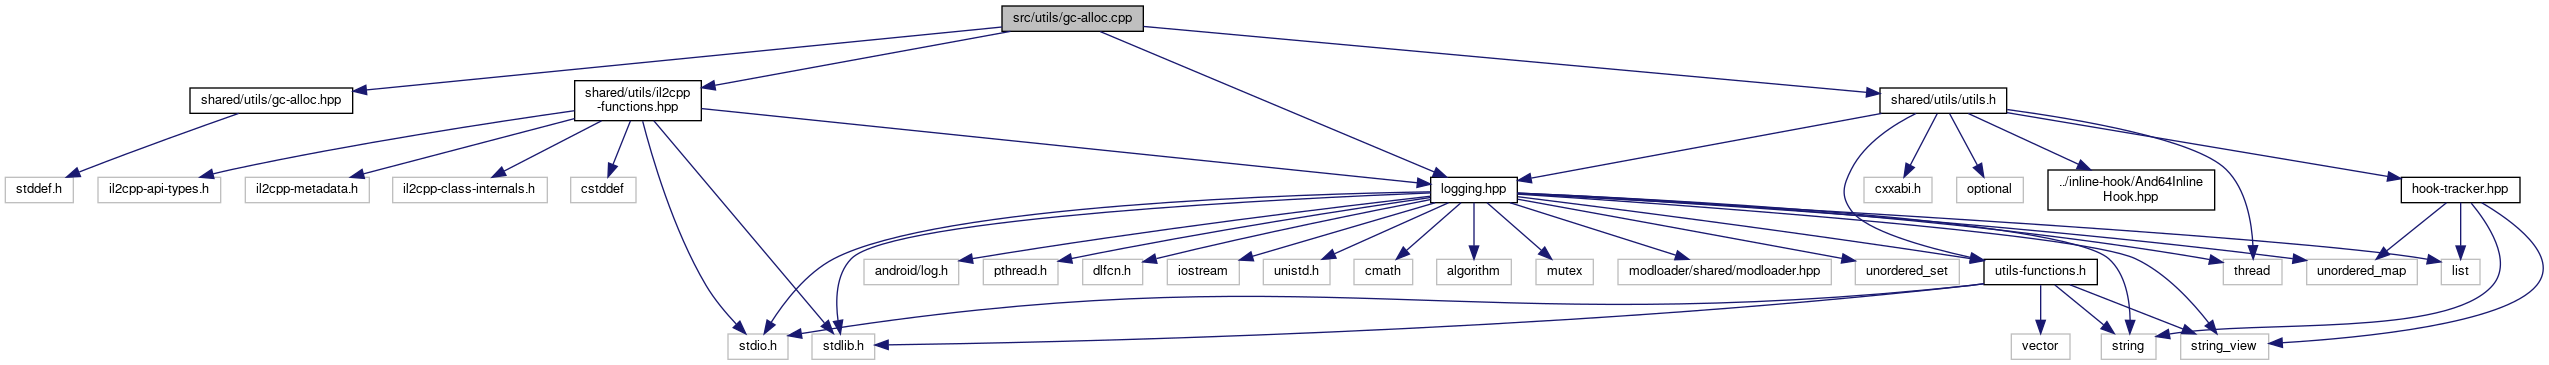 src/utils/gc-alloc.cpp
shared/utils/gc-alloc.hpp
shared/utils/il2cpp
-functions.hpp
shared/utils/utils.h
stddef.h
il2cpp-api-types.h
il2cpp-metadata.h
il2cpp-class-internals.h
cstddef
logging.hpp
cxxabi.h
optional
../inline-hook/And64Inline
Hook.hpp
hook-tracker.hpp
android/log.h
pthread.h
dlfcn.h
iostream
unistd.h
cmath
algorithm
mutex
modloader/shared/modloader.hpp
unordered_set
utils-functions.h
thread
unordered_map
list
stdio.h
stdlib.h
vector
string
string_view